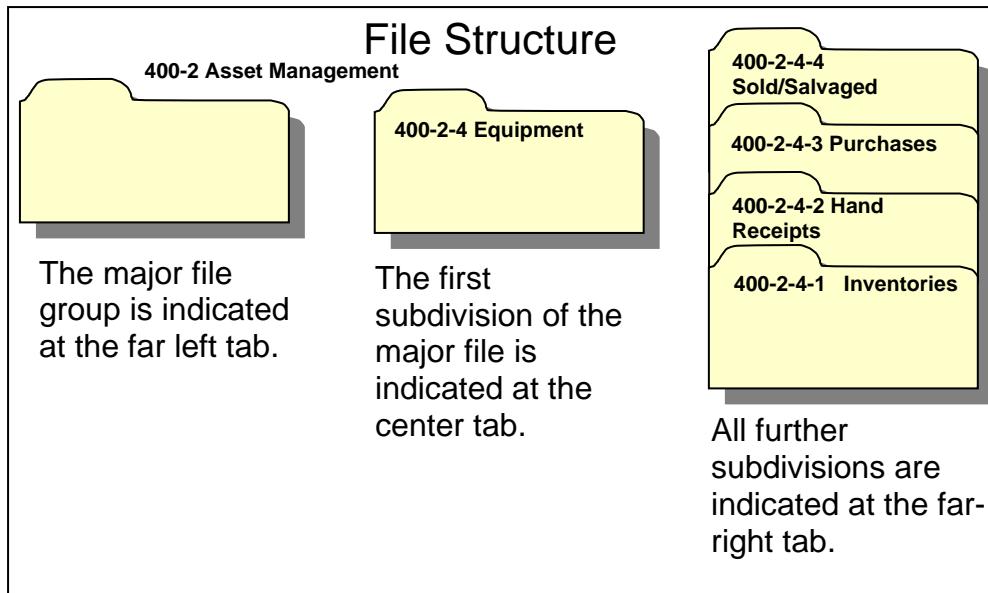 File Structure
400-2 Asset Management
The major file
group is indicated
at the far left tab.
400-2-4 Equipment
The first
subdivision of the
major file is
indicated at the
center tab.
400-2-4-4
Sold/Salvaged
400-2-4-3 Purchases
400-2-4-2 Hand
Receipts
400-2-4-1 Inventories
All further
subdivisions are
indicated at the far-
right tab.